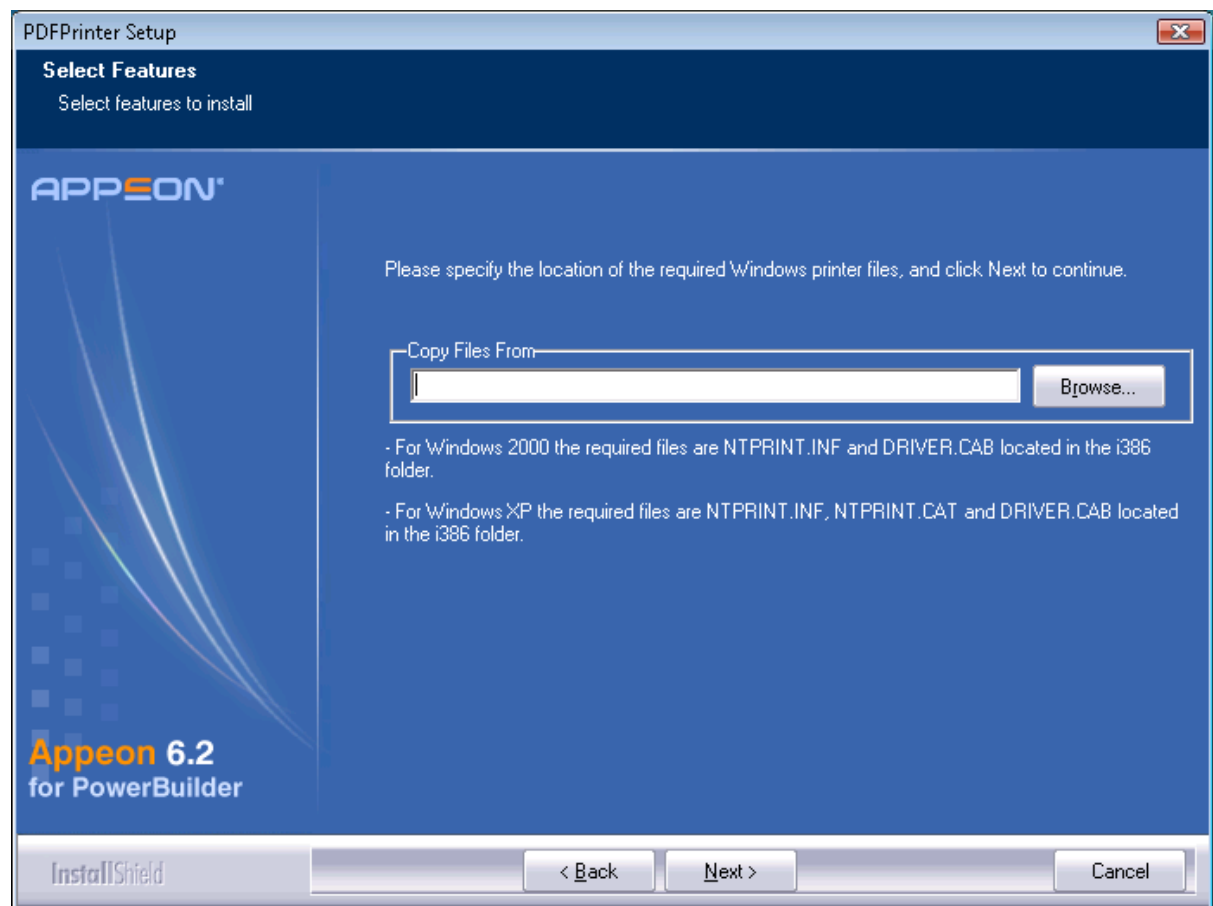 PDFPrinter Setup
Select Features
Select features to install
APPEON
Please specify the location of the required Windows printer files, and click Next to continue.
Copy Files From
Browse...
- For Windows 2000 the required files are NTPRINT.INF and DRIVER.CAB located in the i386
folder.
- For Windows XP the required files are NTPRINT.INF, NTPRINT.CAT and DRIVER.CAB located
in the i386 folder.
Appeon 6.2
for PowerBuilder
InstallShield
< Back
Next >
Cancel